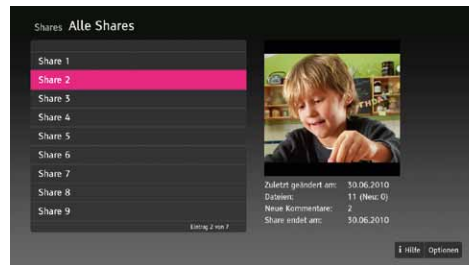 Shares Alle Shares
Share 1
Share 2
Share 3
Share 4
Share 5
Share 6
Share 7
Share 8
Share 9
Eintrag 2 von 7
THDAY
Zuletzt geändert am: 30.06.2010
Dateien: 11 (Neu: 0)
Neue Kommentare: 2
Share endet am: 30.06.2010
i Hilfe Optionen